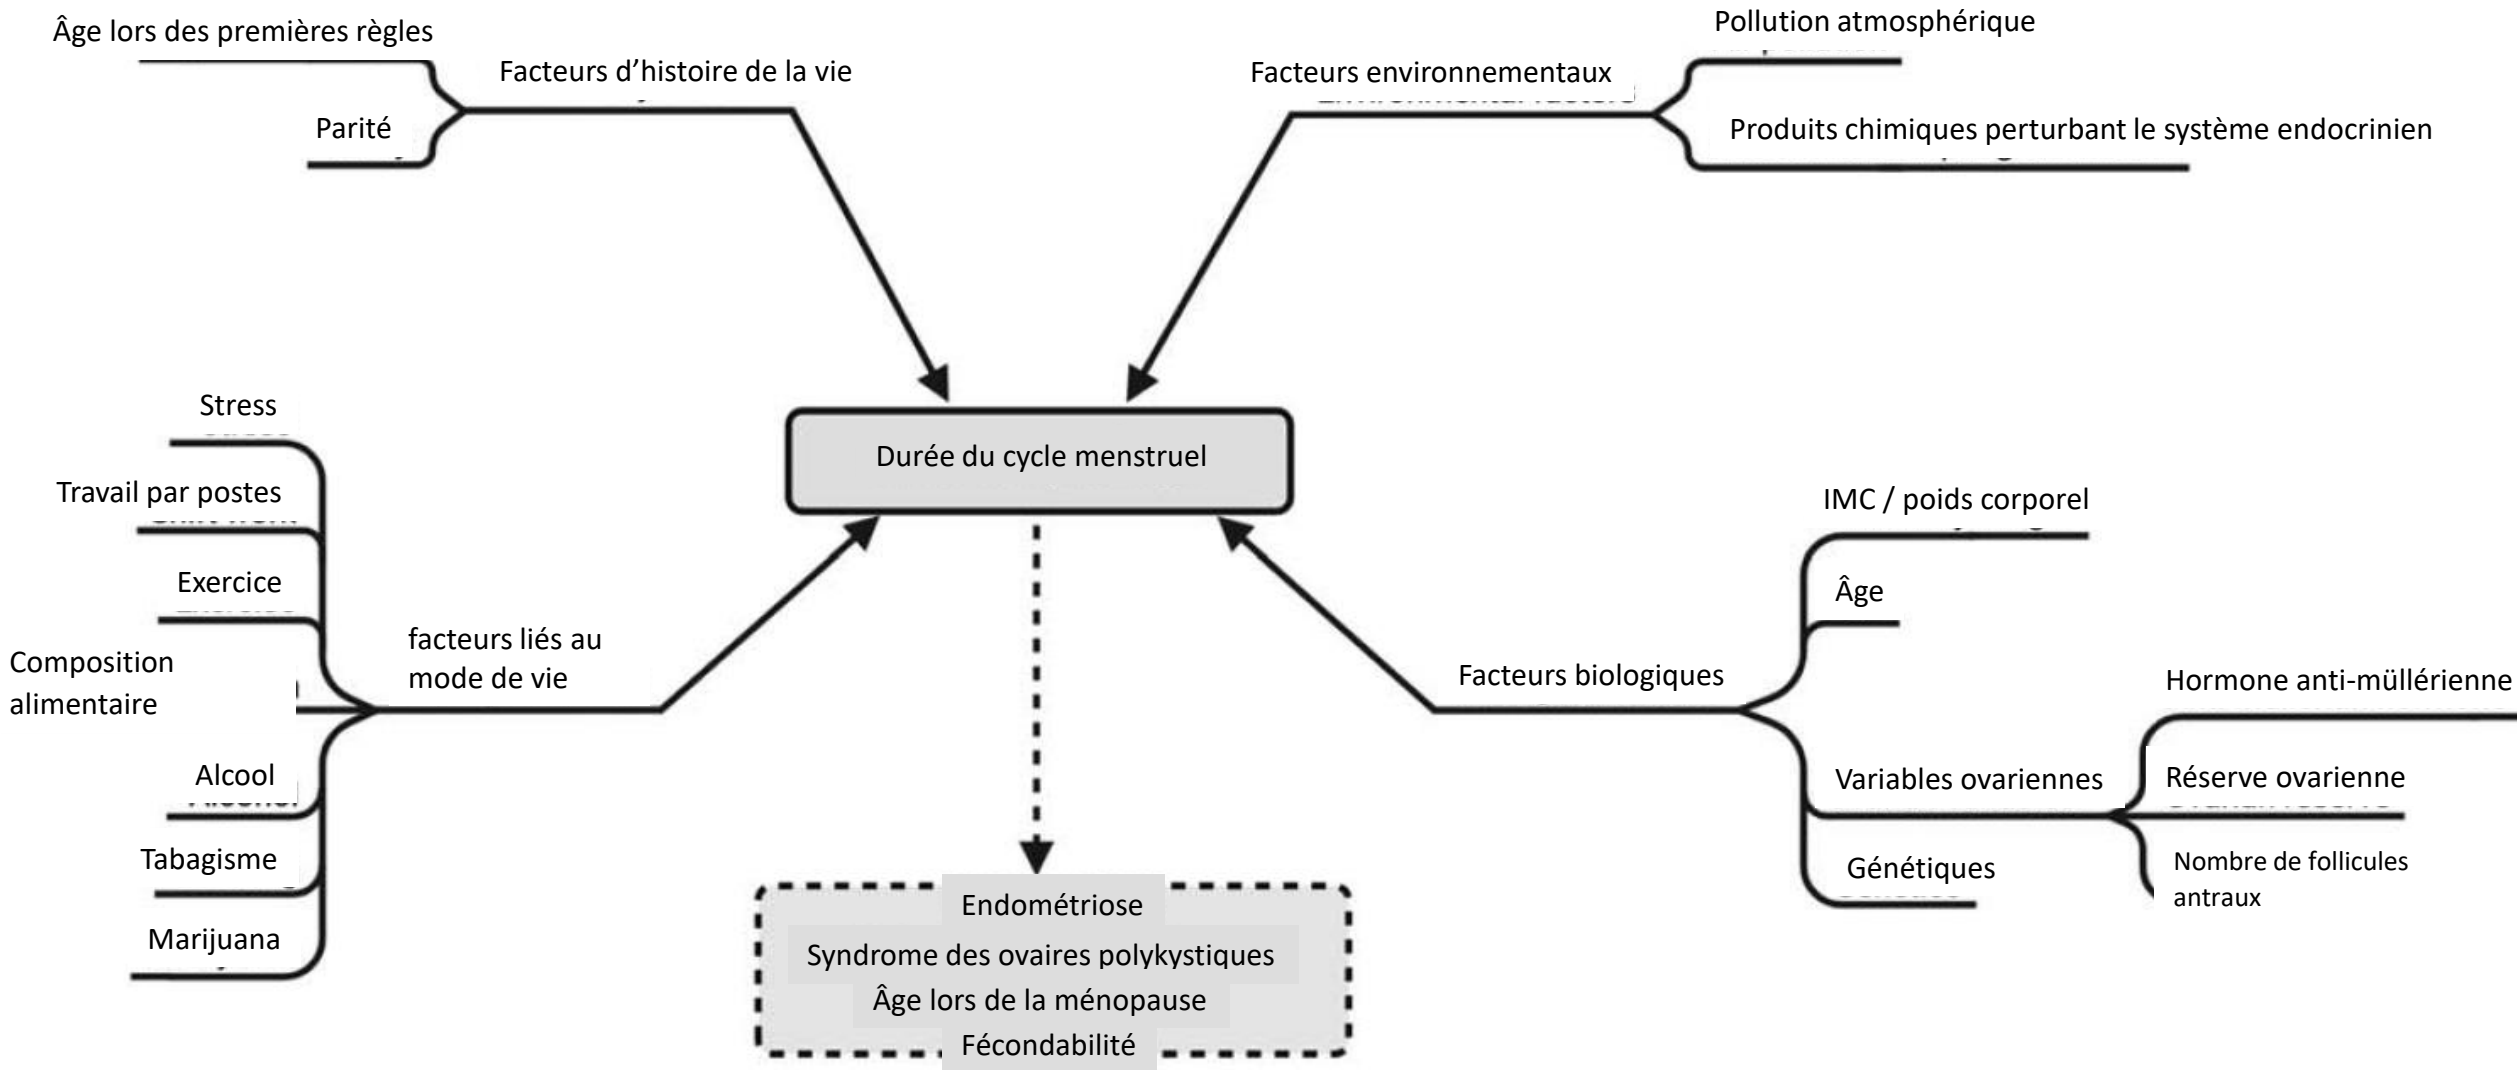 Âge lors des premières règles
Parité
Facteurs d’histoire de la vie
Facteurs environnementaux
Pollution atmosphérique
Produits chimiques perturbant le système endocrinien
Durée du cycle menstruel
Stress
Travail par postes
Exercice
Composition
alimentaire
Alcool
Tabagisme
Marijuana
facteurs liés au
mode de vie
Facteurs biologiques
IMC / poids corporel
Âge
Variables ovariennes
Génétiques
Hormone anti-müllérienne
Réserve ovarienne
Nombre de follicules
antraux
Endométriose
Syndrome des ovaires polykystiques
Âge lors de la ménopause
Fécondabilité